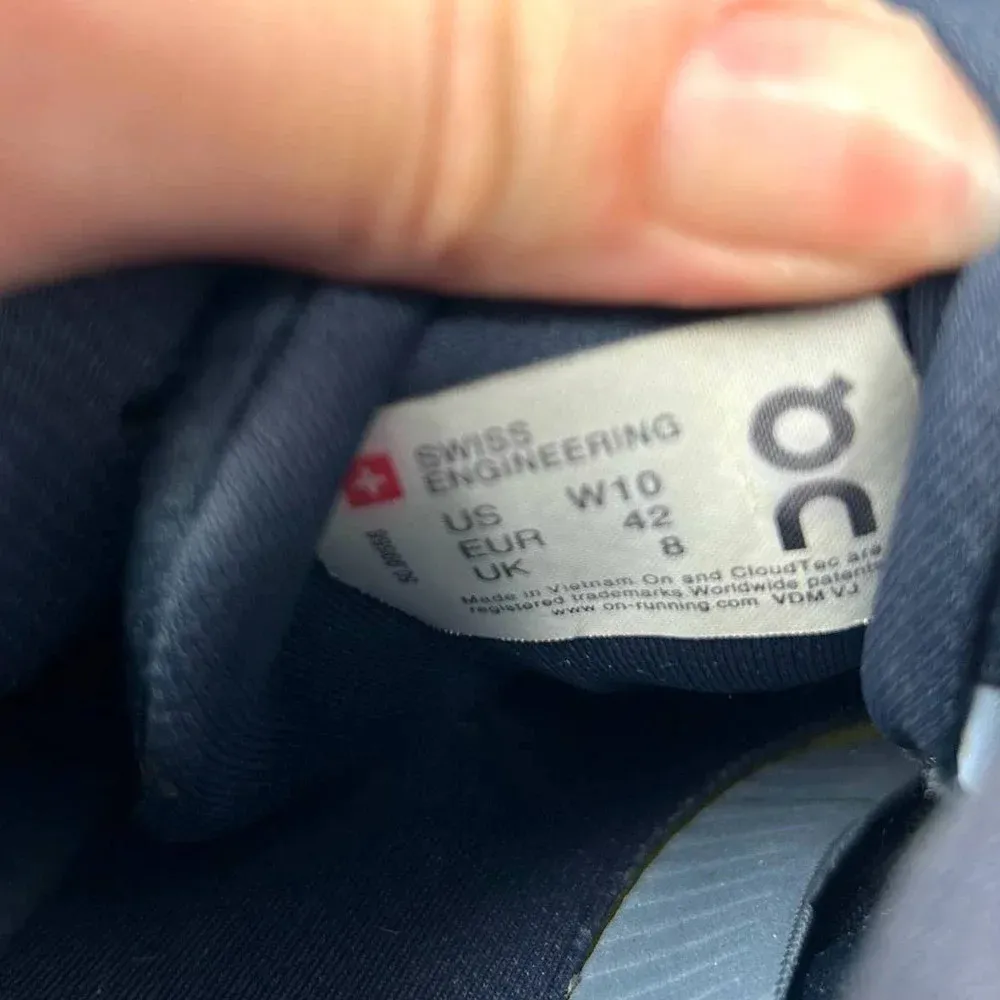 SWISS
ENGINEERING
US W10
EUR 42
UK 8
Made in Vietnam. On and CloudTec are
registered trademarks. Worldwide patents
www on-running.com VDM VJ
On